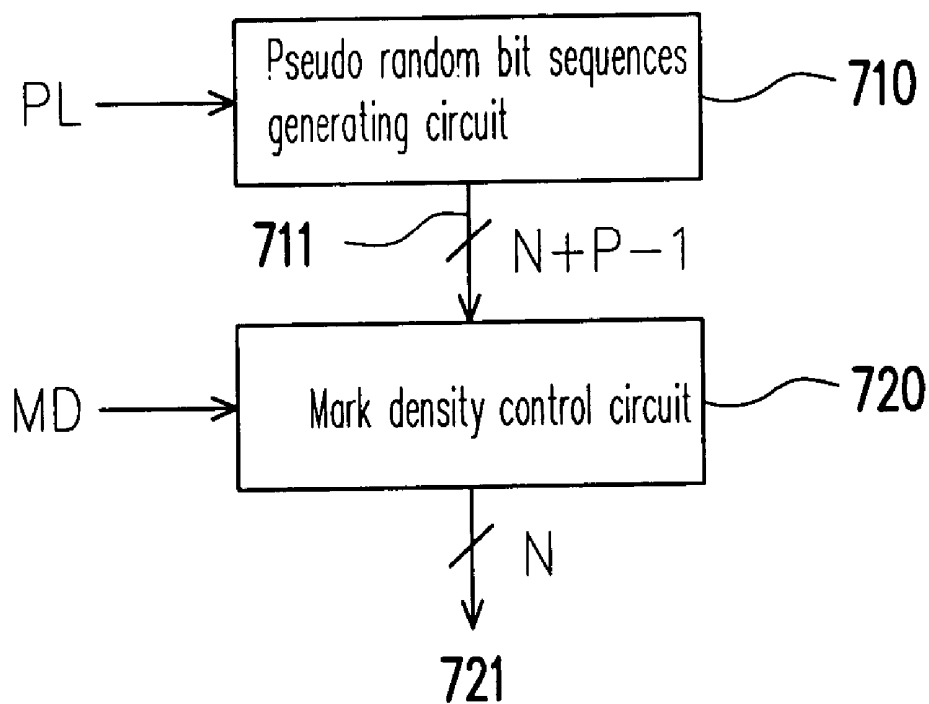 Pseudo random bit sequences
generating circuit
PL
710
711
N+P-1
Mark density control circuit
MD
720
N
721